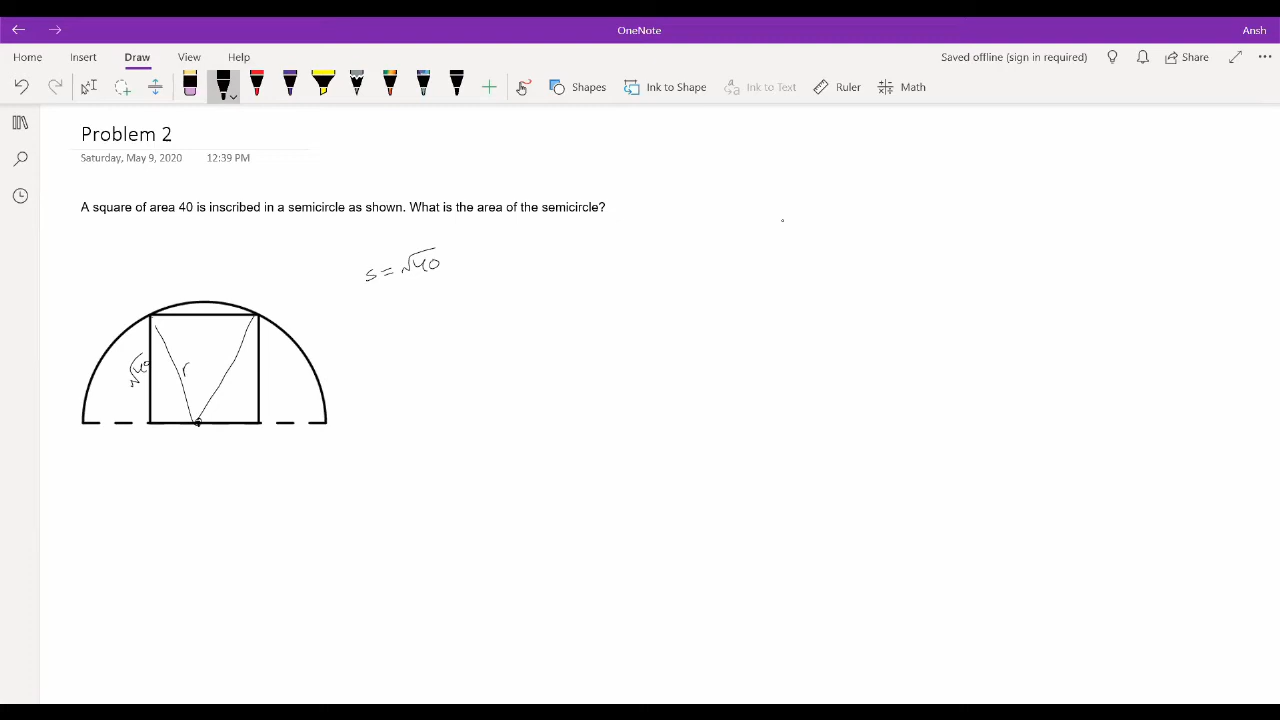 OneNote
Ansh
Home Insert Draw View Help
Saved offline (sign in required) Share
Shapes Ink to Shape Ink to Text Ruler Math
Problem 2
Saturday, May 9, 2020 12:39 PM
A square of area 40 is inscribed in a semicircle as shown. What is the area of the semicircle?
s = √40
√40
r